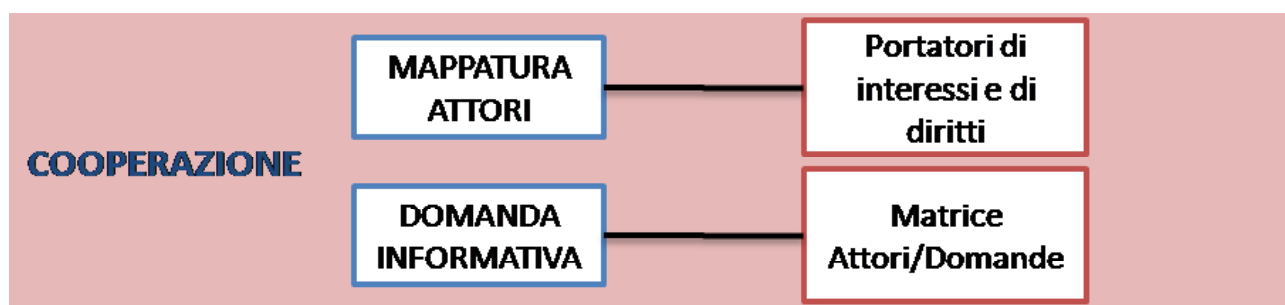 COOPERAZIONE
MAPPATURA
ATTORI
Portatori di
interessi e di
diritti
DOMANDA
INFORMATIVA
Matrice
Attori/Domande